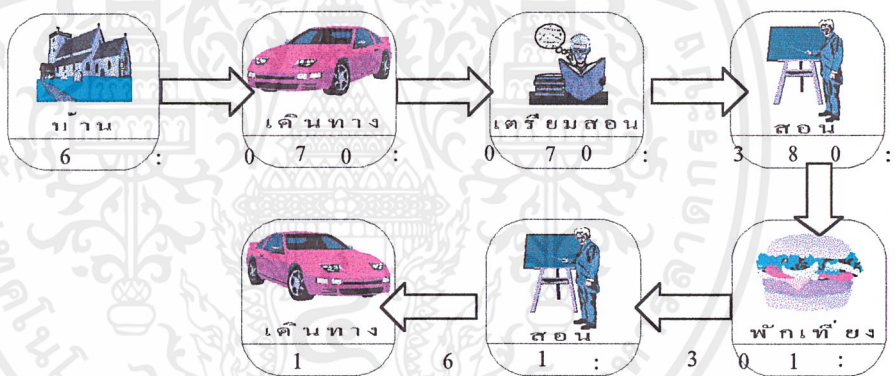 บ้าน
6 :
เดินทาง
0 7 0 :
เตรียมสอน
0 7 0 :
สอน
3 8 0 :
เดินทาง
1 6
สอน
1 : 3
พักเที่ยง
0 1 :